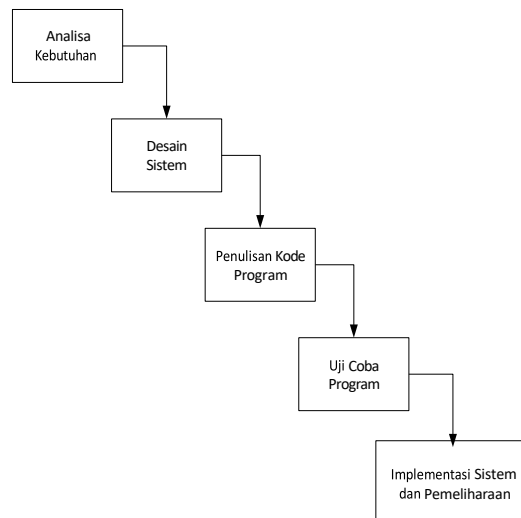 Analisa
Kebutuhan
Desain
Sistem
Penulisan Kode
Program
Uji Coba
Program
Implementasi Sistem
dan Pemeliharaan